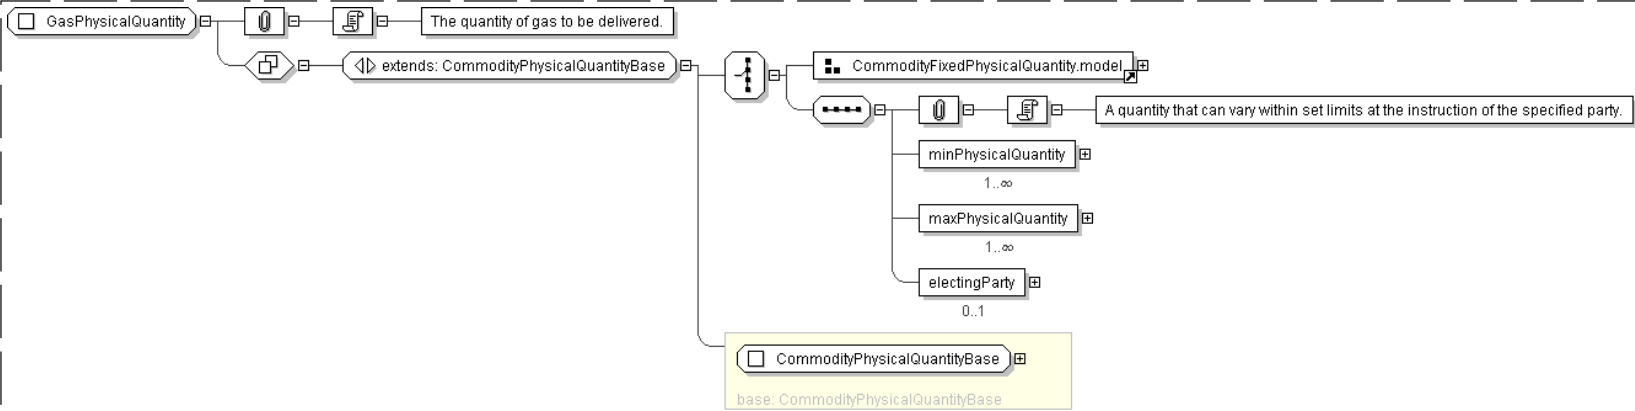 GasPhysicalQuantity
The quantity of gas to be delivered.
extends: CommodityPhysicalQuantityBase
CommodityFixedPhysicalQuantity.model
A quantity that can vary within set limits at the instruction of the specified party.
minPhysicalQuantity
1..∞
maxPhysicalQuantity
1..∞
electingParty
0..1
CommodityPhysicalQuantityBase
base: CommodityPhysicalQuantityBase